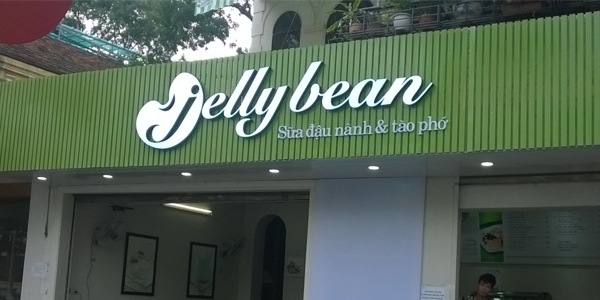 jelly bean
Sữa đậu nành & tào phớ